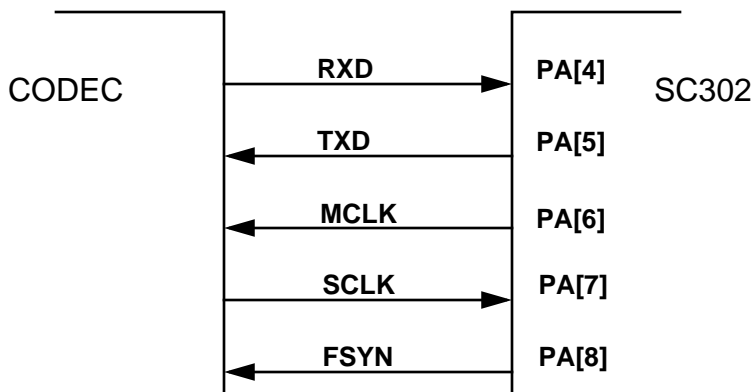 RXD PA[4]
CODEC SC302
TXD PA[5]
MCLK PA[6]
SCLK PA[7]
FSYN PA[8]